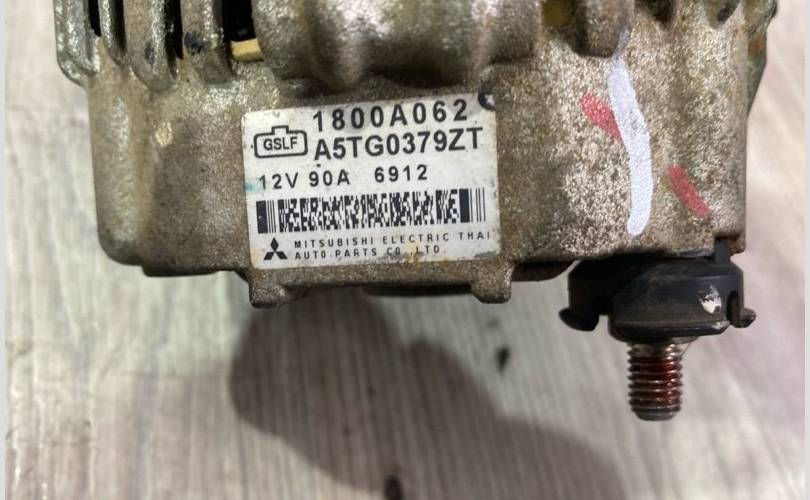 1800A062
GSLF
A5TG0379ZT
12V 90A 6912
MITSUBISHI ELECTRIC THAI
AUTO.PARTS CO.,LTD.